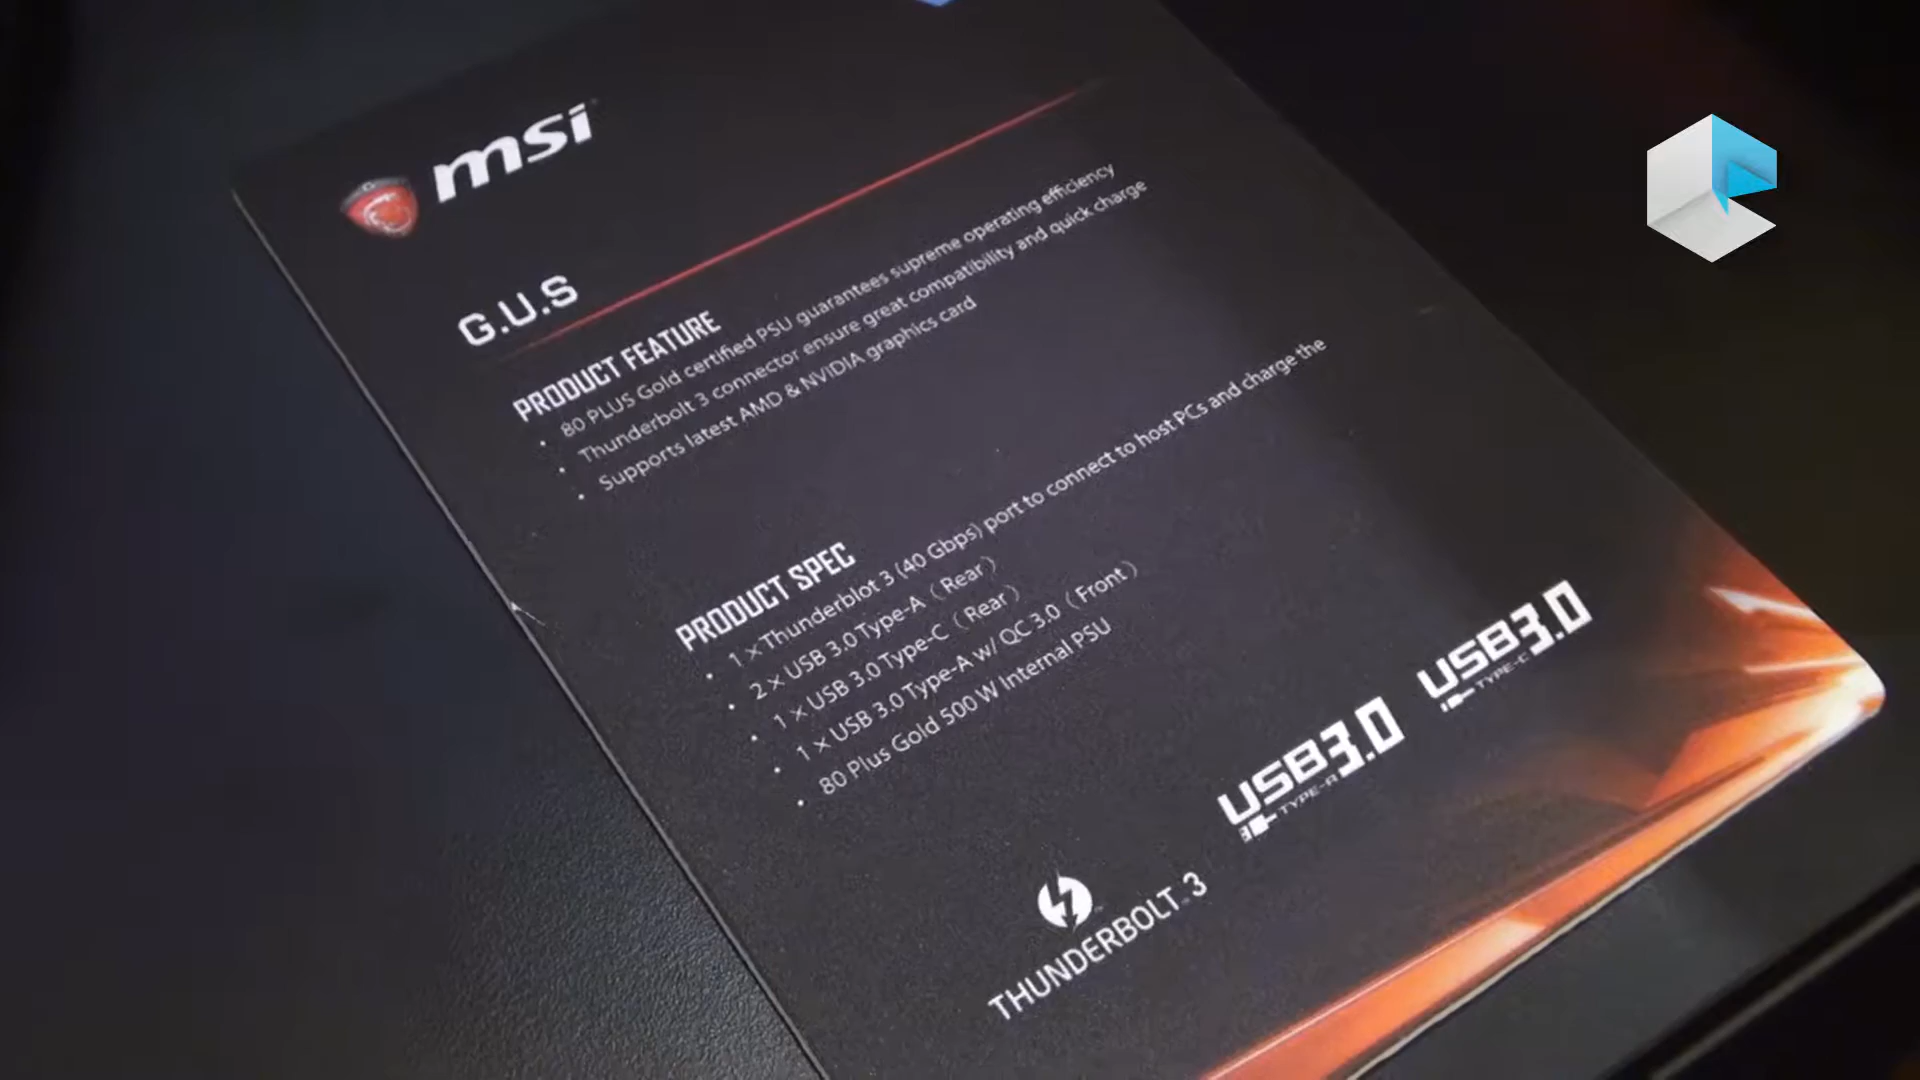 msi
G.U.S
PRODUCT FEATURE
• 80 PLUS Gold certified PSU guarantees supreme operating efficiency
• Thunderbolt 3 connector ensure great compatibility and quick charge
• Supports latest AMD & NVIDIA graphics card
PRODUCT SPEC
• 1 × Thunderblot 3 (40 Gbps) port to connect to host PCs and charge the
• 2 × USB 3.0 Type-A (Rear)
• 1 × USB 3.0 Type-C (Rear)
• 1 × USB 3.0 Type-A w/ QC 3.0 (Front)
• 80 Plus Gold 500 W Internal PSU
THUNDERBOLT™ 3
USB3.0
TYPE-A
USB3.0
TYPE-C